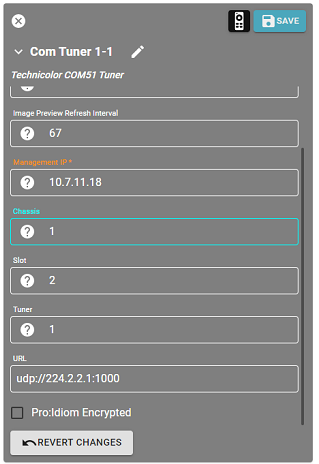 SAVE
Com Tuner 1-1
Technicolor COM51 Tuner
Image Preview Refresh Interval
67
Management IP *
10.7.11.18
Chassis
1
Slot
2
Tuner
1
URL
udp://224.2.2.1:1000
Pro:Idiom Encrypted
REVERT CHANGES